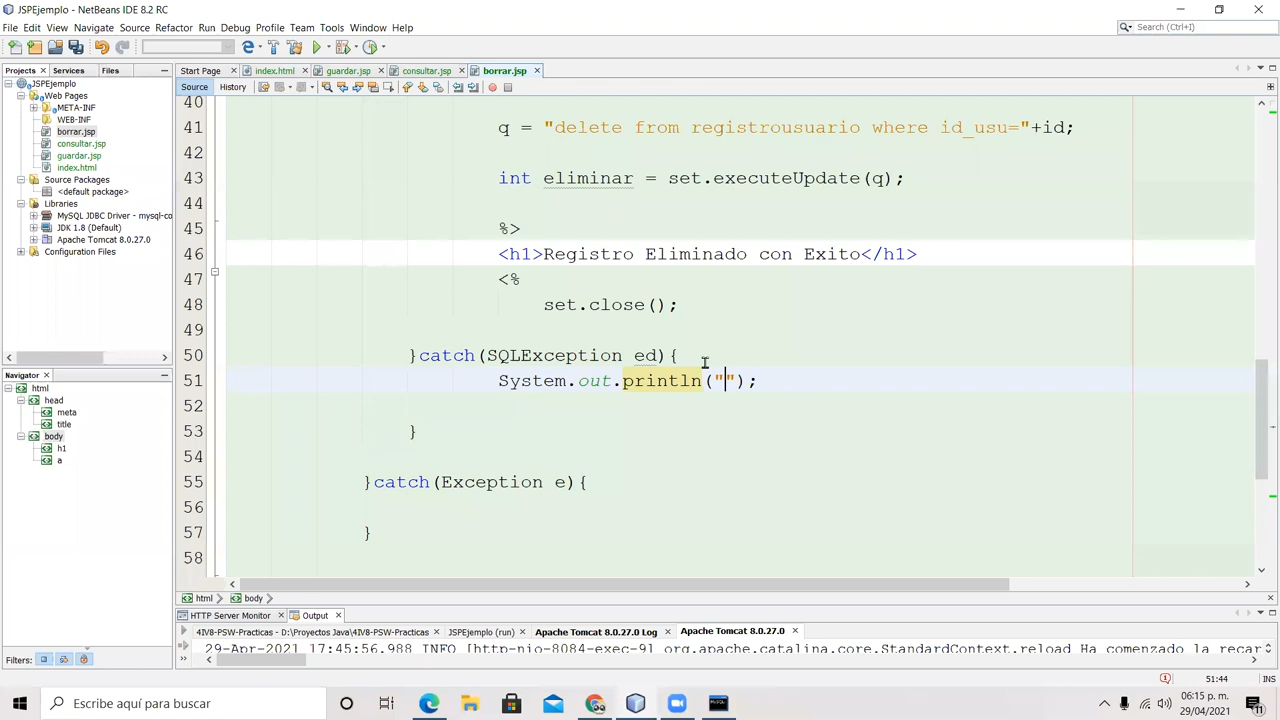 JSPEjemplo - NetBeans IDE 8.2 RC
File Edit View Navigate Source Refactor Run Debug Profile Team Tools Window Help
Search (Ctrl+I)
Projects Services Files
Start Page index.html guardar.jsp consultar.jsp borrar.jsp
Source History
JSPEjemplo
Web Pages
META-INF
WEB-INF
borrar.jsp
consultar.jsp
guardar.jsp
index.html
Source Packages
<default package>
Libraries
MySQL JDBC Driver - mysql-co
JDK 1.8 (Default)
Apache Tomcat 8.0.27.0
Configuration Files
Navigator
html
head
meta
title
body
h1
a
Filters:
40
41 q = "delete from registrousuario where id_usu="+id;
42
43 int eliminar = set.executeUpdate(q);
44
45 %>
46 <h1>Registro Eliminado con Exito</h1>
47 <%
48 set.close();
49
50 }catch(SQLException ed){
51 System.out.println("");
52
53 }
54
55 }catch(Exception e){
56
57 }
58
html body
HTTP Server Monitor Output
4IV8-PSW-Practicas - D:\Proyectos Java\4IV8-PSW-Practicas JSPEjemplo (run) Apache Tomcat 8.0.27.0 Log Apache Tomcat 8.0.27.0
29-Apr-2021 17:45:56.988 INFO [http-nio-8084-exec-9] org.apache.catalina.core.StandardContext.reload Ha comenzado la recar
51:44 INS
Escribe aquí para buscar
06:15 p. m.
29/04/2021
11